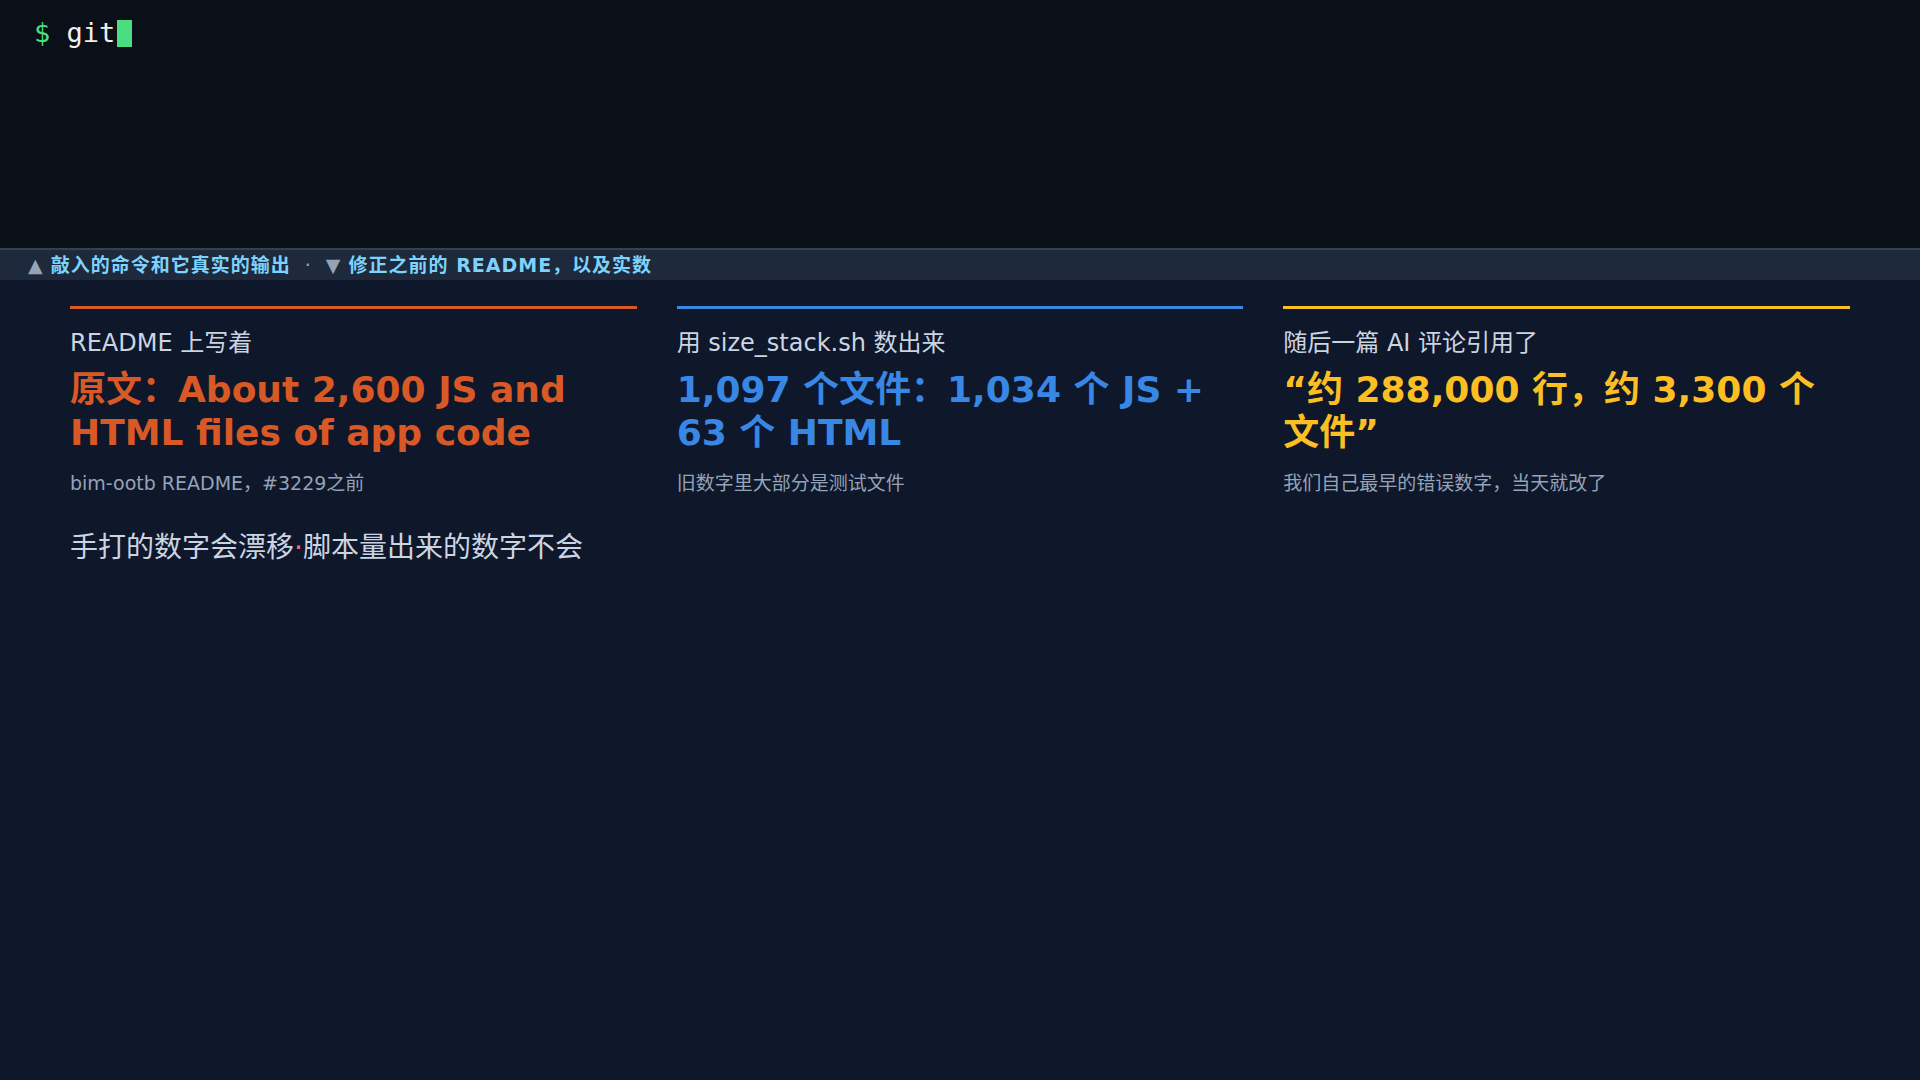 $ git
▲ 敲入的命令和它真实的输出 · ▼ 修正之前的 README，以及实数
README 上写着
原文：About 2,600 JS and
HTML files of app code
bim-ootb README，#3229之前
用 size_stack.sh 数出来
1,097 个文件：1,034 个 JS +
63 个 HTML
旧数字里大部分是测试文件
随后一篇 AI 评论引用了
“约 288,000 行，约 3,300 个
文件”
我们自己最早的错误数字，当天就改了
手打的数字会漂移·脚本量出来的数字不会